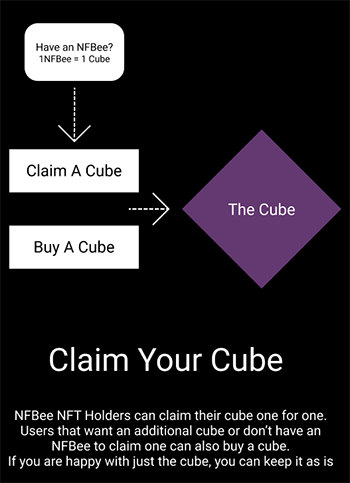 Have an NFBee?
1NFBee = 1 Cube
Claim A Cube
The Cube
Buy A Cube
Claim Your Cube
NFBee NFT Holders can claim their cube one for one.
Users that want an additional cube or don't have an
NFBee to claim one can also buy a cube.
If you are happy with just the cube, you can keep it as is